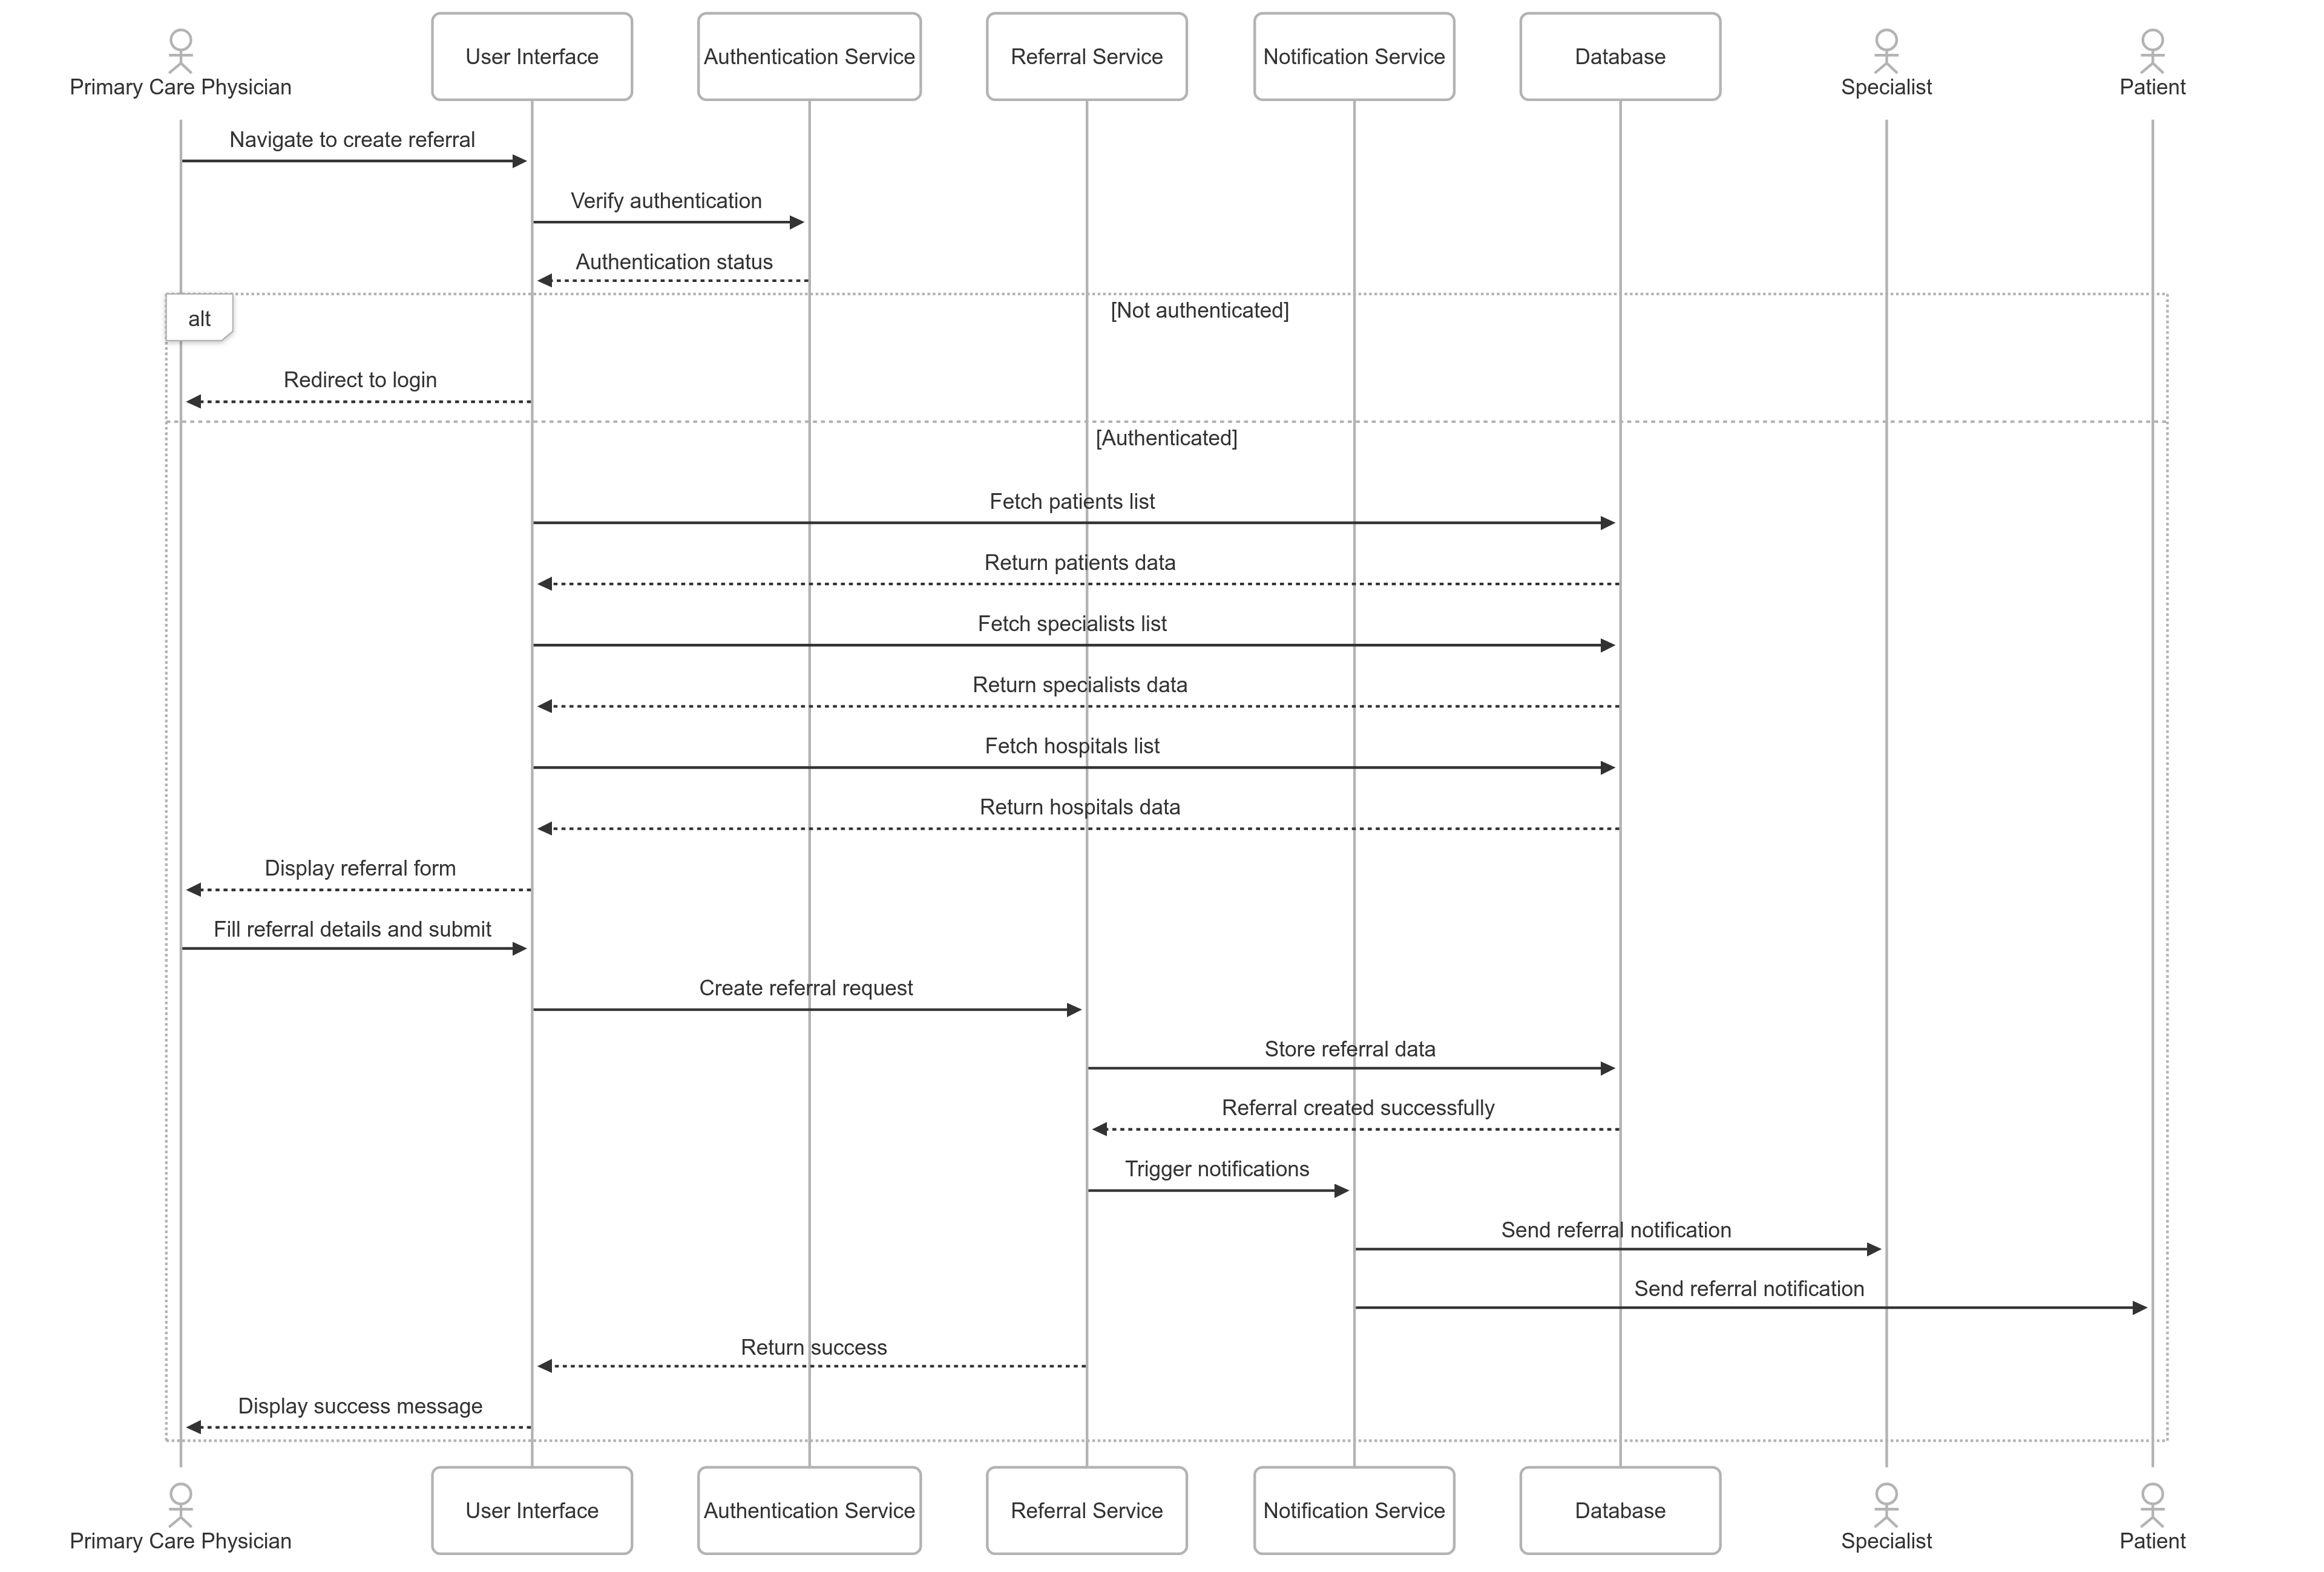 Primary Care Physician
User Interface
Authentication Service
Referral Service
Notification Service
Database
Specialist
Patient
Navigate to create referral
Verify authentication
Authentication status
alt
[Not authenticated]
Redirect to login
[Authenticated]
Fetch patients list
Return patients data
Fetch specialists list
Return specialists data
Fetch hospitals list
Return hospitals data
Display referral form
Fill referral details and submit
Create referral request
Store referral data
Referral created successfully
Trigger notifications
Send referral notification
Send referral notification
Return success
Display success message
Primary Care Physician
User Interface
Authentication Service
Referral Service
Notification Service
Database
Specialist
Patient